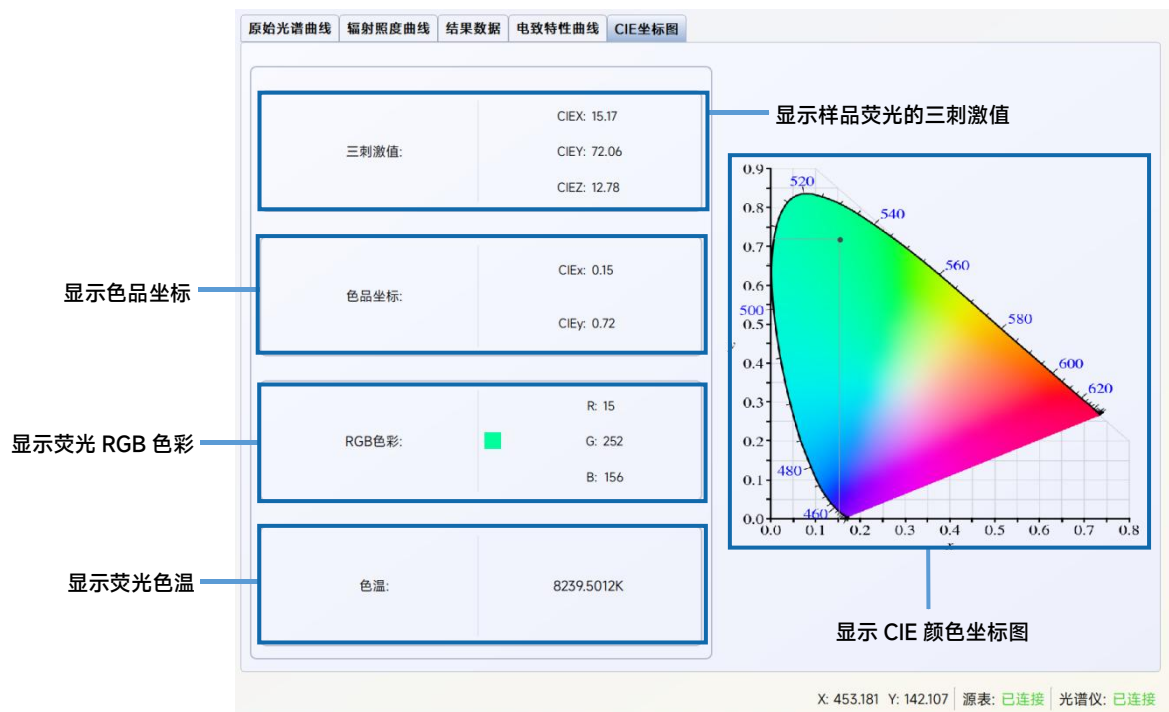 原始光谱曲线 辐射照度曲线 结果数据 电致特性曲线 CIE坐标图
三刺激值:
CIEX: 15.17
CIEY: 72.06
CIEZ: 12.78
显示样品荧光的三刺激值
显示色品坐标
色品坐标:
CIEx: 0.15
CIEy: 0.72
显示荧光 RGB 色彩
RGB色彩:
R: 15
G: 252
B: 156
显示荧光色温
色温:
8239.5012K
0.9
0.8
0.7
0.6
0.5
0.4
0.3
0.2
0.1
0.0
y
520
540
560
500
580
600
620
480
460
0.0 0.1 0.2 0.3 0.4 0.5 0.6 0.7 0.8
x
显示 CIE 颜色坐标图
X: 453.181 Y: 142.107 源表: 已连接 光谱仪: 已连接